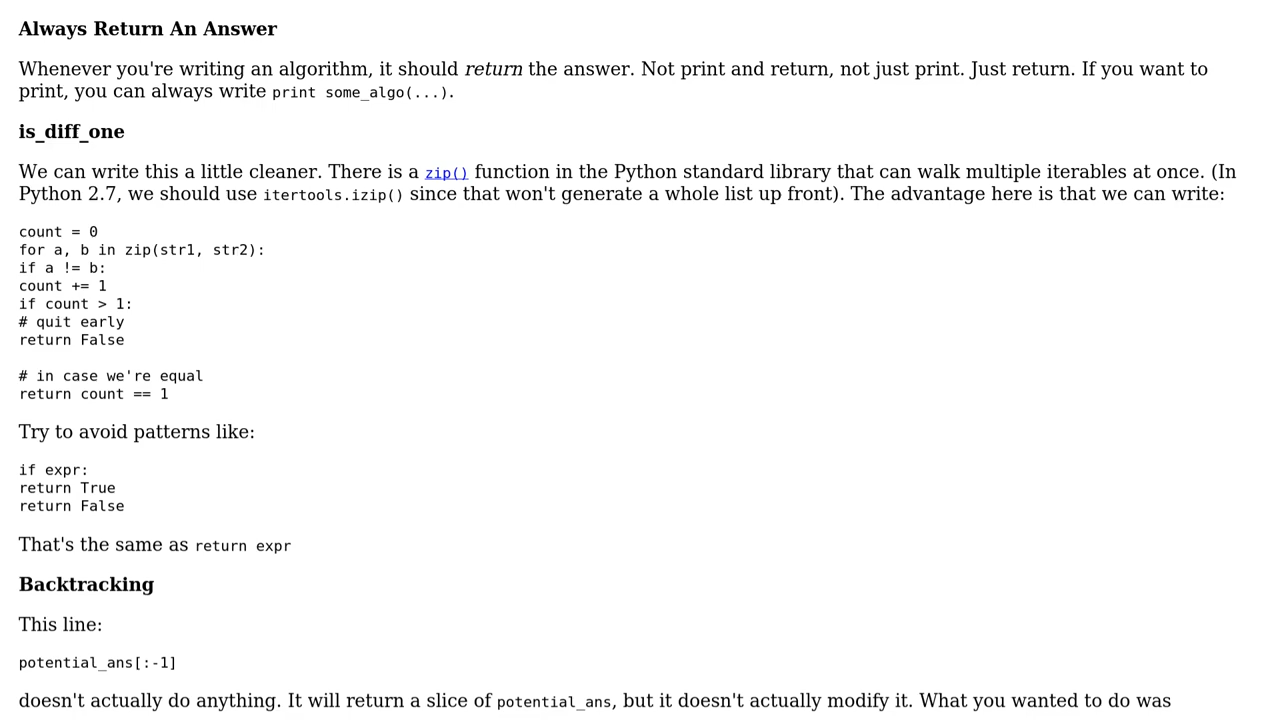 Always Return An Answer
Whenever you're writing an algorithm, it should return the answer. Not print and return, not just print. Just return. If you want to
print, you can always write print some_algo(...).
is_diff_one
We can write this a little cleaner. There is a zip() function in the Python standard library that can walk multiple iterables at once. (In
Python 2.7, we should use itertools.izip() since that won't generate a whole list up front). The advantage here is that we can write:
count = 0
for a, b in zip(str1, str2):
if a != b:
count += 1
if count > 1:
# quit early
return False
# in case we're equal
return count == 1
Try to avoid patterns like:
if expr:
return True
return False
That's the same as return expr
Backtracking
This line:
potential_ans[:-1]
doesn't actually do anything. It will return a slice of potential_ans, but it doesn't actually modify it. What you wanted to do was